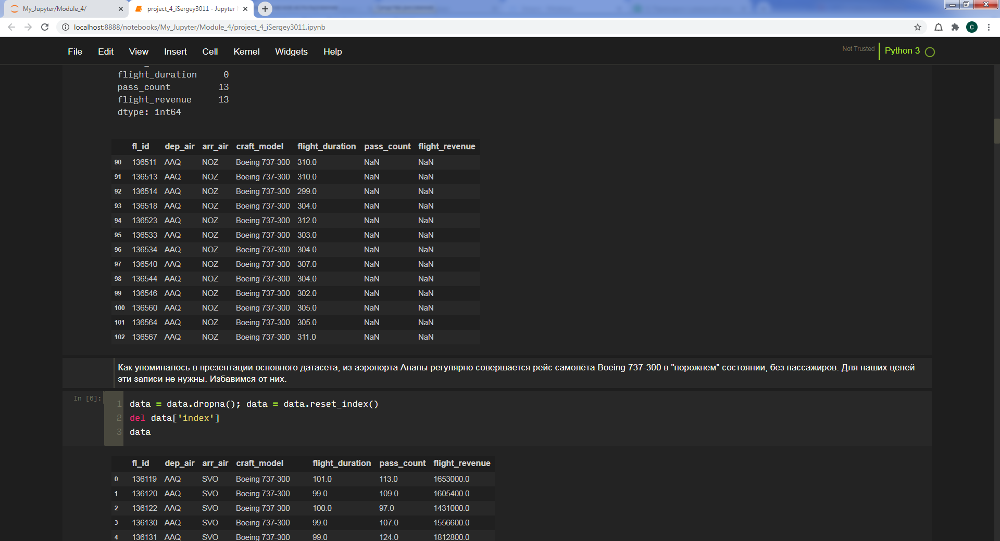 My_Jupyter/Module_4/
project_4_iSergey3011 - Jupyter
localhost:8888/notebooks/My_Jupyter/Module_4/project_4_iSergey3011.ipynb
C
File Edit View Insert Cell Kernel Widgets Help
Not Trusted
Python 3
flight_duration 0
pass_count 13
flight_revenue 13
dtype: int64
fl_id dep_air arr_air craft_model flight_duration pass_count flight_revenue
90 136511 AAQ NOZ Boeing 737-300 310.0 NaN NaN
91 136513 AAQ NOZ Boeing 737-300 310.0 NaN NaN
92 136514 AAQ NOZ Boeing 737-300 299.0 NaN NaN
93 136518 AAQ NOZ Boeing 737-300 304.0 NaN NaN
94 136523 AAQ NOZ Boeing 737-300 312.0 NaN NaN
95 136533 AAQ NOZ Boeing 737-300 303.0 NaN NaN
96 136534 AAQ NOZ Boeing 737-300 304.0 NaN NaN
97 136540 AAQ NOZ Boeing 737-300 307.0 NaN NaN
98 136544 AAQ NOZ Boeing 737-300 304.0 NaN NaN
99 136546 AAQ NOZ Boeing 737-300 302.0 NaN NaN
100 136560 AAQ NOZ Boeing 737-300 305.0 NaN NaN
101 136564 AAQ NOZ Boeing 737-300 305.0 NaN NaN
102 136567 AAQ NOZ Boeing 737-300 311.0 NaN NaN
Как упоминалось в презентации основного датасета, из аэропорта Анапы регулярно совершается рейс самолёта Boeing 737-300 в "порожнем" состоянии, без пассажиров. Для наших целей
эти записи не нужны. Избавимся от них.
In [6]:
1 data = data.dropna(); data = data.reset_index()
2 del data['index']
3 data
fl_id dep_air arr_air craft_model flight_duration pass_count flight_revenue
0 136119 AAQ SVO Boeing 737-300 101.0 113.0 1653000.0
1 136120 AAQ SVO Boeing 737-300 99.0 109.0 1605400.0
2 136122 AAQ SVO Boeing 737-300 100.0 97.0 1431000.0
3 136130 AAQ SVO Boeing 737-300 99.0 107.0 1556600.0
4 136131 AAQ SVO Boeing 737-300 99.0 124.0 1812800.0